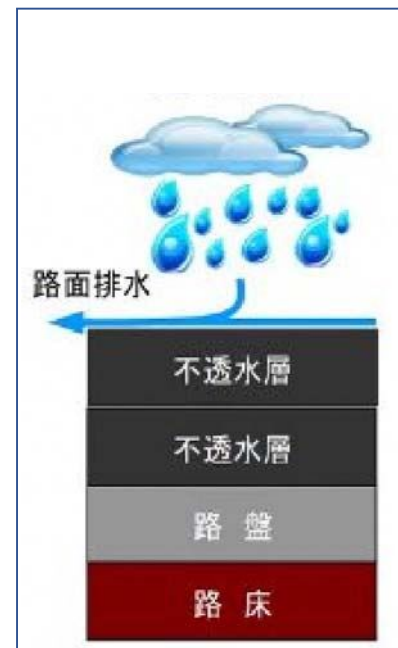 路面排水
不透水層
不透水層
路 盤
路 床